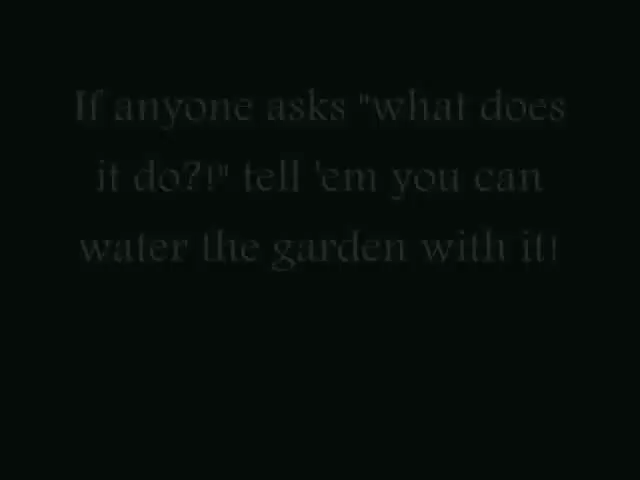 If anyone asks "what does
it do?!" tell 'em you can
water the garden with it!